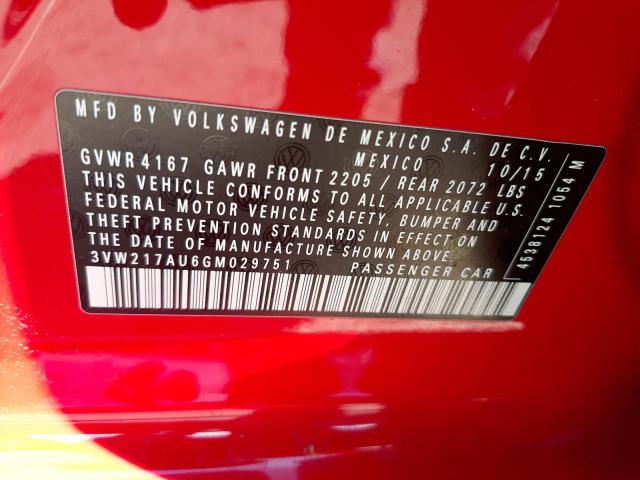 MFD BY VOLKSWAGEN DE MEXICO S.A. DE C.V.
MEXICO 10/15
GVWR 4167 GAWR FRONT 2205 / REAR 2072 LBS
THIS VEHICLE CONFORMS TO ALL APPLICABLE U.S.
FEDERAL MOTOR VEHICLE SAFETY, BUMPER AND
THEFT PREVENTION STANDARDS IN EFFECT ON
THE DATE OF MANUFACTURE SHOWN ABOVE.
3VW217AU6GM029751 PASSENGER CAR
4538124 1054 M